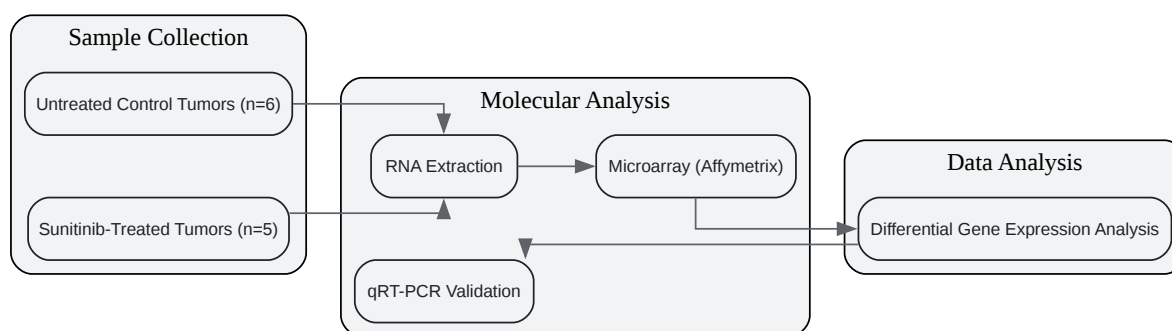 Sample Collection
Untreated Control Tumors (n=6)
Sunitinib-Treated Tumors (n=5)
Molecular Analysis
RNA Extraction
Microarray (Affymetrix)
qRT-PCR Validation
Data Analysis
Differential Gene Expression Analysis